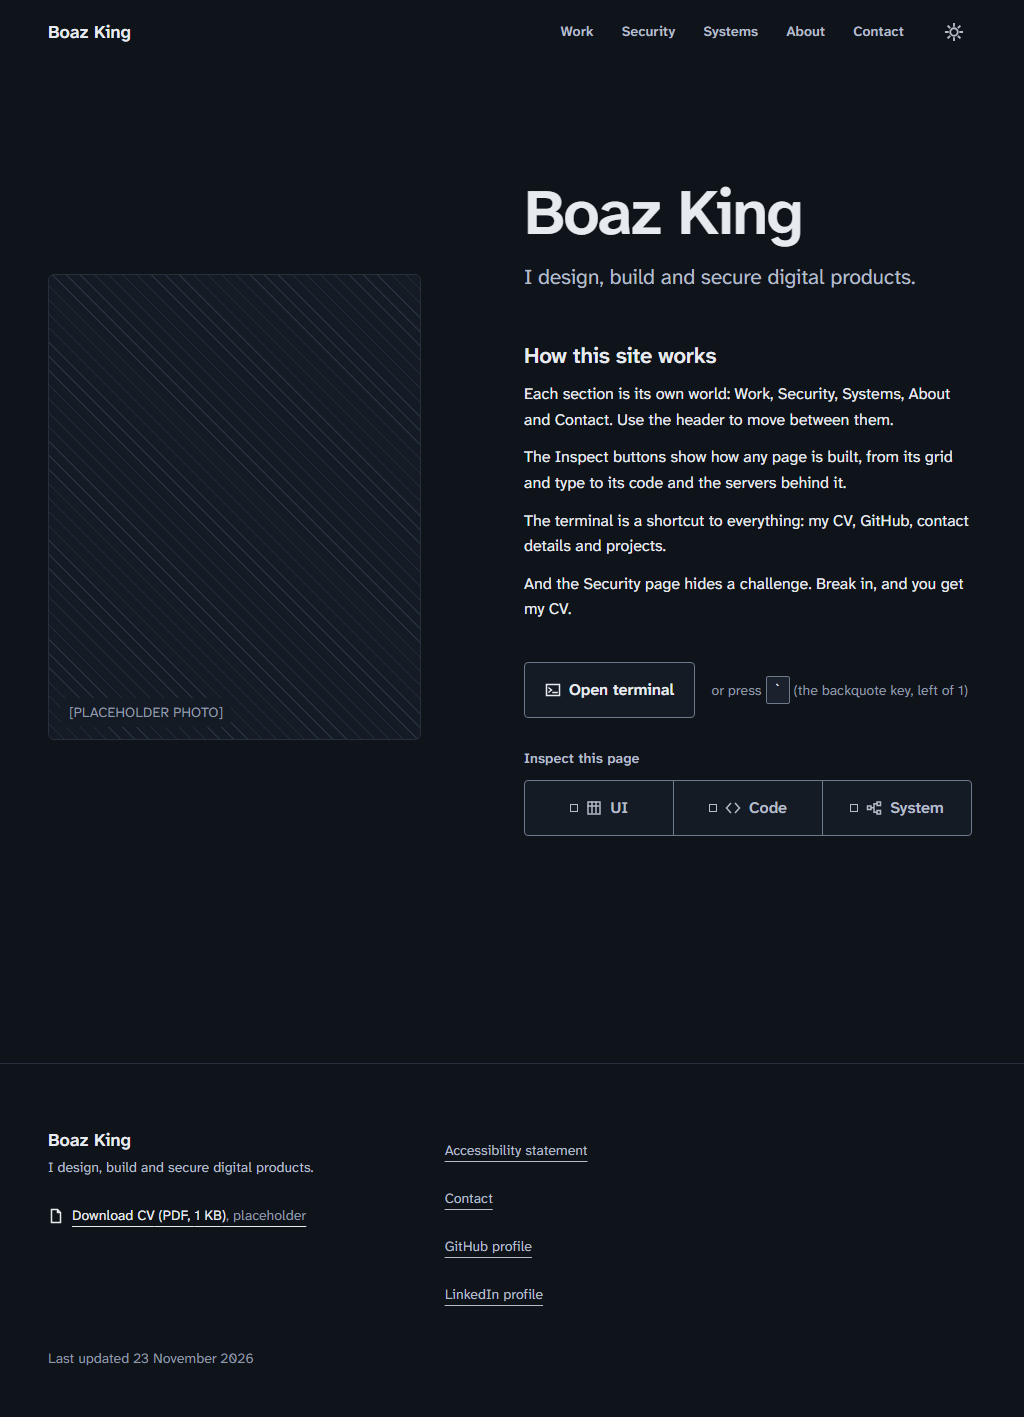 Boaz King
Work
Security
Systems
About
Contact
Boaz King
I design, build and secure digital products.
How this site works
Each section is its own world: Work, Security, Systems, About
and Contact. Use the header to move between them.
The Inspect buttons show how any page is built, from its grid
and type to its code and the servers behind it.
The terminal is a shortcut to everything: my CV, GitHub, contact
details and projects.
And the Security page hides a challenge. Break in, and you get
my CV.
[PLACEHOLDER PHOTO]
Open terminal
or press ` (the backquote key, left of 1)
Inspect this page
UI
Code
System
Boaz King
I design, build and secure digital products.
Download CV (PDF, 1 KB), placeholder
Accessibility statement
Contact
GitHub profile
LinkedIn profile
Last updated 23 November 2026